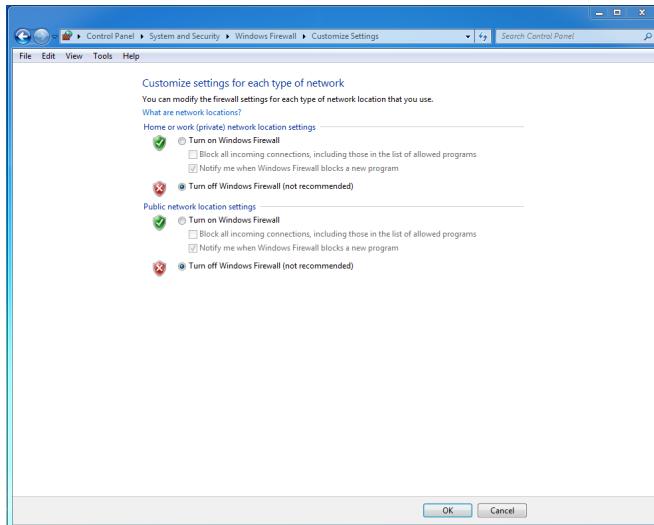 Control Panel ▸ System and Security ▸ Windows Firewall ▸ Customize Settings
Search Control Panel
File Edit View Tools Help
Customize settings for each type of network
You can modify the firewall settings for each type of network location that you use.
What are network locations?
Home or work (private) network location settings
Turn on Windows Firewall
Block all incoming connections, including those in the list of allowed programs
Notify me when Windows Firewall blocks a new program
Turn off Windows Firewall (not recommended)
Public network location settings
Turn on Windows Firewall
Block all incoming connections, including those in the list of allowed programs
Notify me when Windows Firewall blocks a new program
Turn off Windows Firewall (not recommended)
OK Cancel